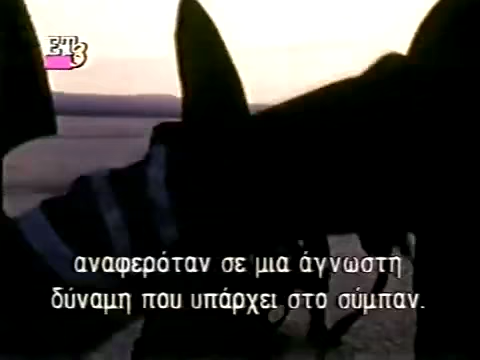 ET3
αναφερόταν σε μια άγνωστη
δύναμη που υπάρχει στο σύμπαν.